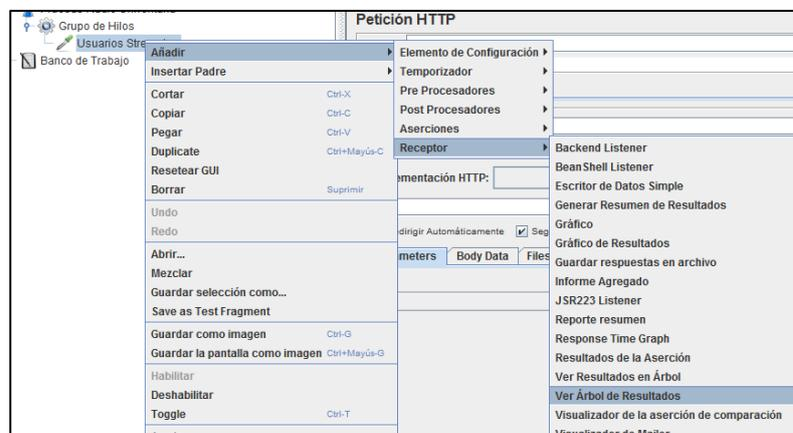 Petición HTTP
Grupo de Hilos
Usuarios
Banco de Trabajo
Añadir
Insertar Padre
Cortar Ctrl-X
Copiar Ctrl-C
Pegar Ctrl-V
Duplicate Ctrl+Mayús-C
Resetear GUI
Borrar Suprimir
Undo
Redo
Abrir...
Mezclar
Guardar selección como...
Save as Test Fragment
Guardar como imagen Ctrl-G
Guardar la pantalla como imagen Ctrl+Mayús-G
Habilitar
Deshabilitar
Toggle Ctrl-T
Elemento de Configuración
Temporizador
Pre Procesadores
Post Procesadores
Aserciones
Receptor
ementación HTTP:
edirigir Automáticamente Seg
meters Body Data Files
Backend Listener
BeanShell Listener
Escritor de Datos Simple
Generar Resumen de Resultados
Gráfico
Gráfico de Resultados
Guardar respuestas en archivo
Informe Agregado
JSR223 Listener
Reporte resumen
Response Time Graph
Resultados de la Aserción
Ver Resultados en Árbol
Ver Árbol de Resultados
Visualizador de la aserción de comparación